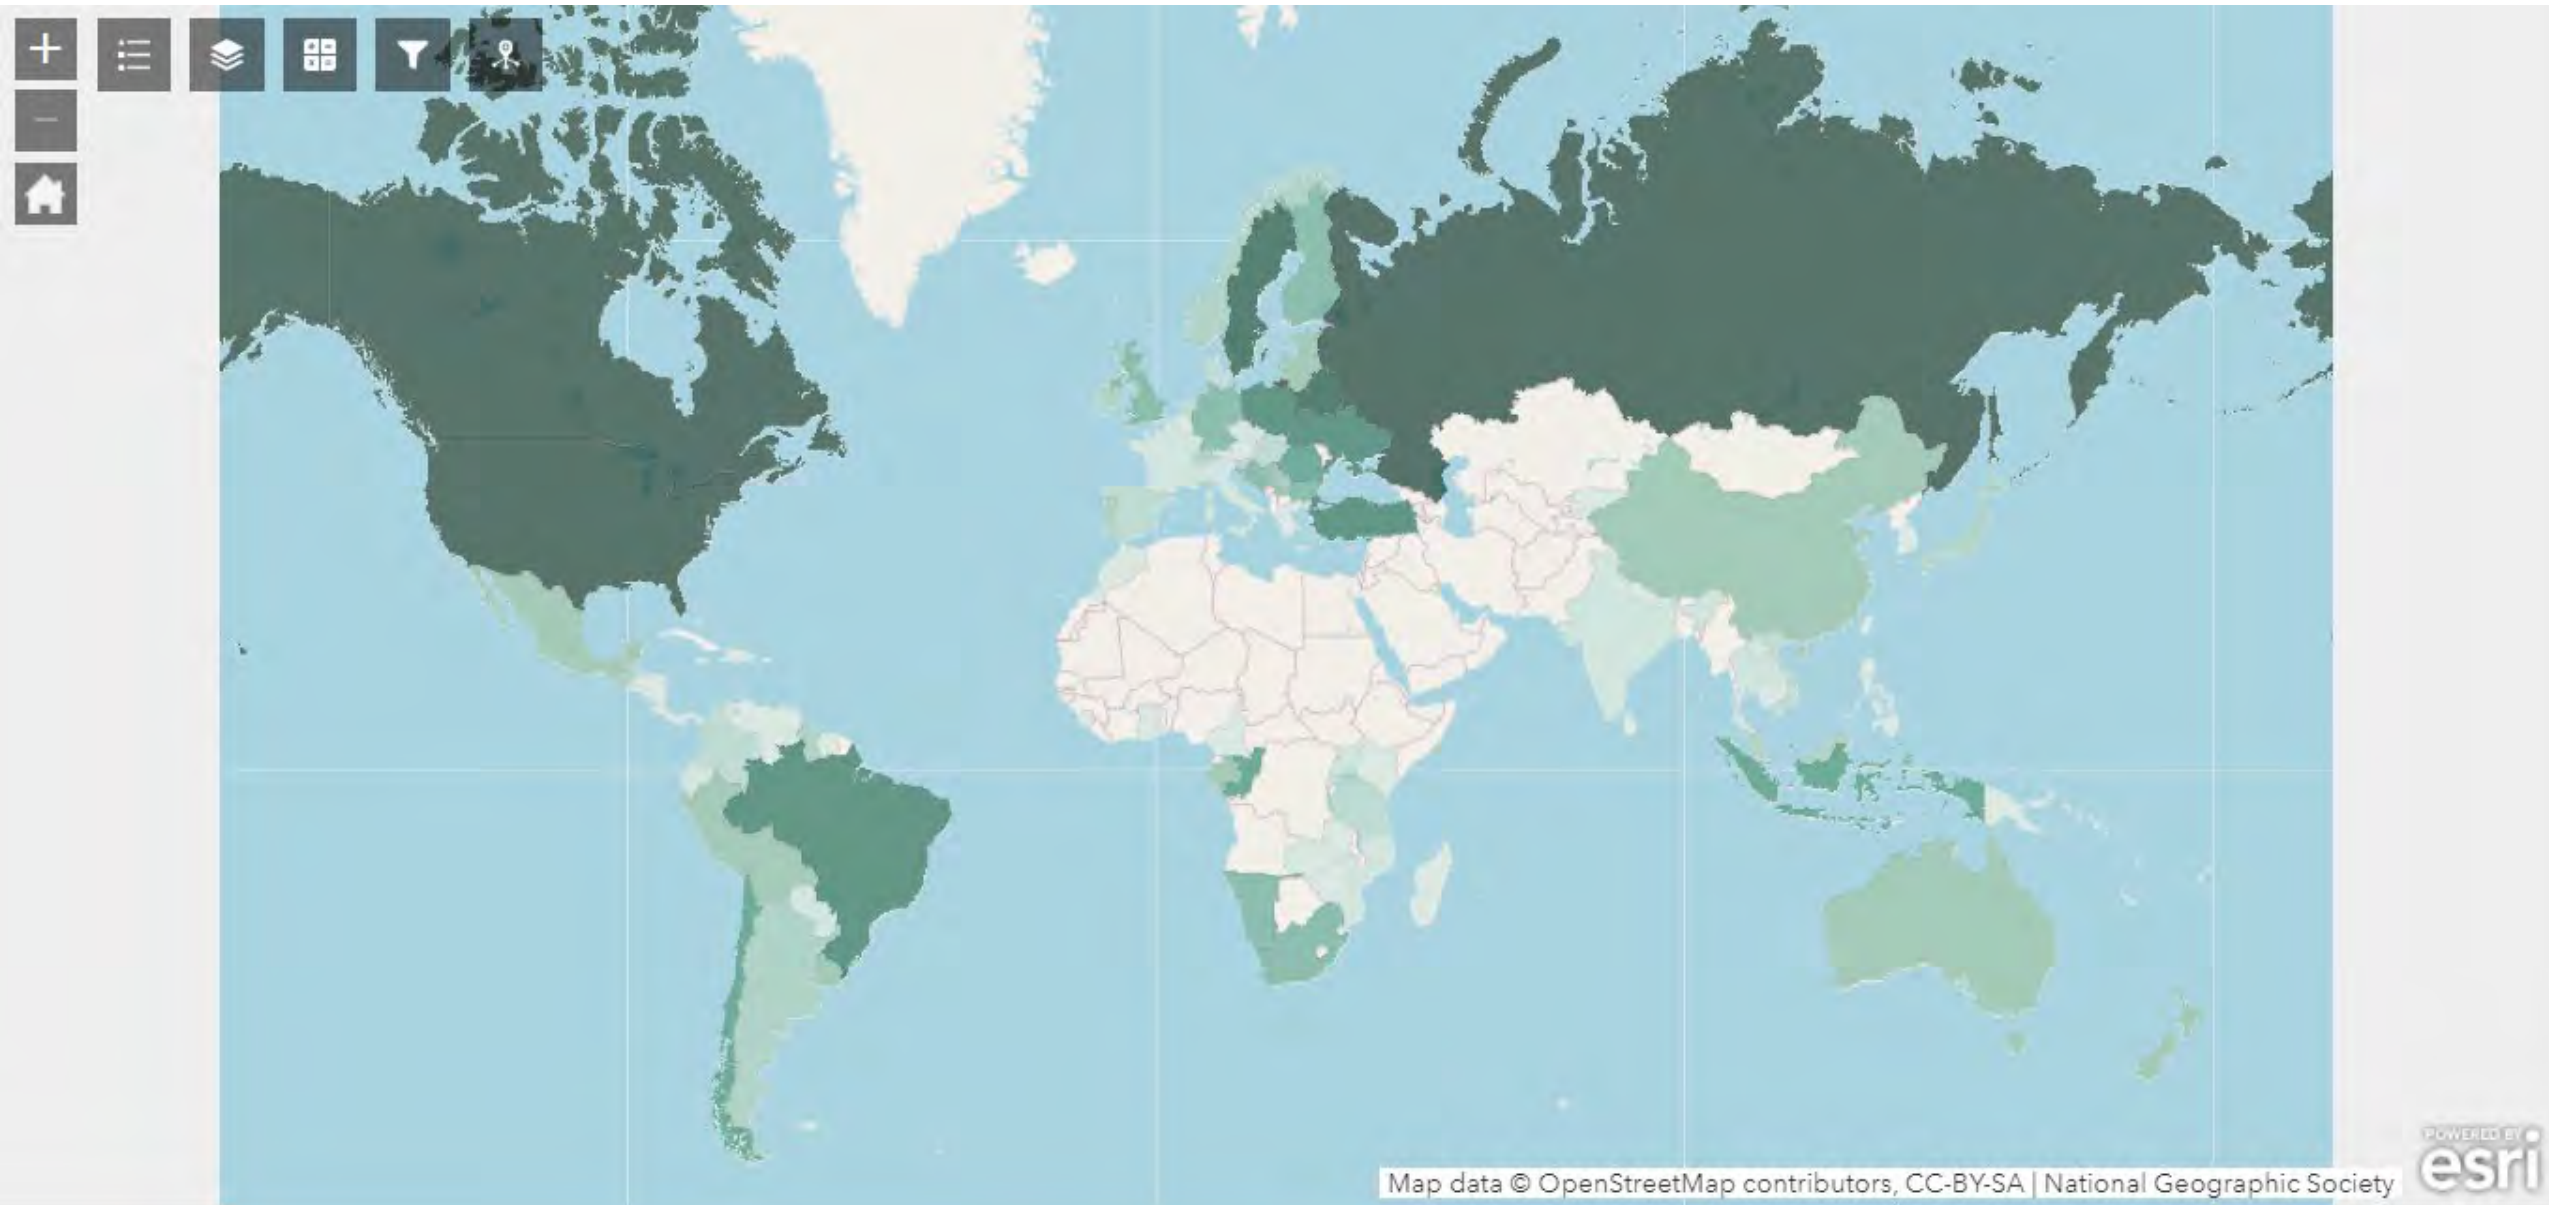 POWERED BY
esri
Map data © OpenStreetMap contributors, CC-BY-SA | National Geographic Society